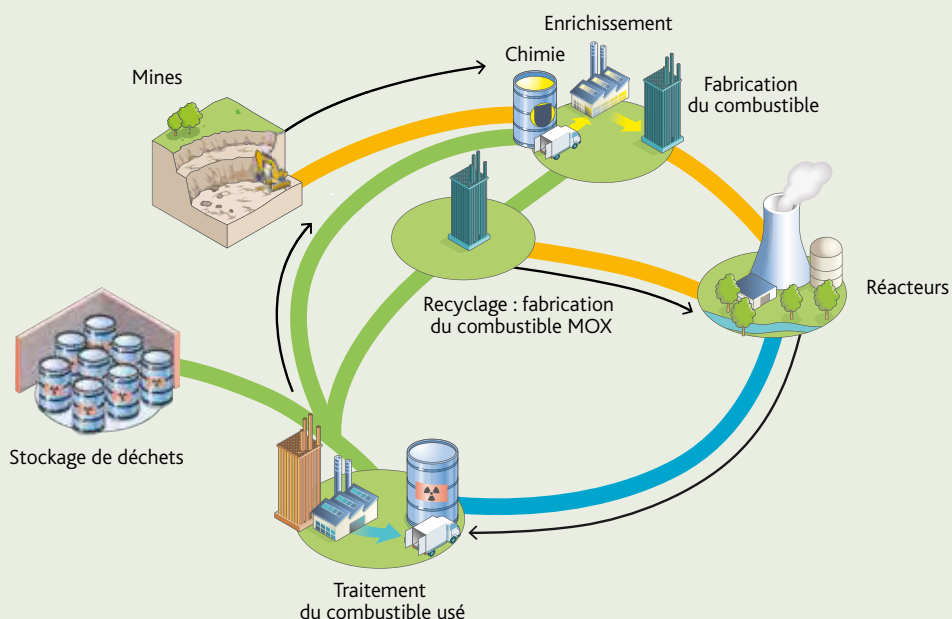 Enrichissement
Chimie
Mines
Fabrication
du combustible
Réacteurs
Recyclage : fabrication
du combustible MOX
Stockage de déchets
Traitement
du combustible usé